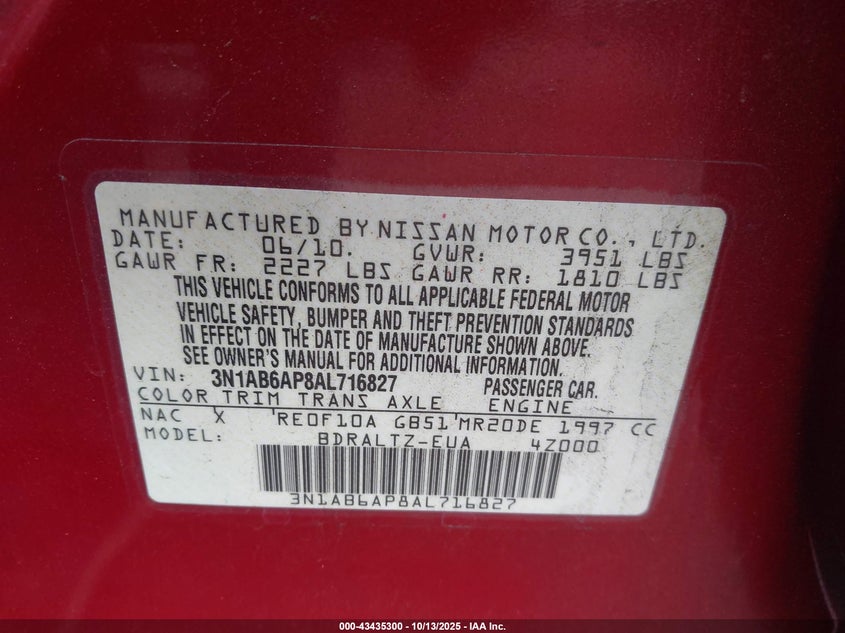 MANUFACTURED BY NISSAN MOTOR CO., LTD.
DATE: 06/10. GVWR: 3951 LBS
GAWR FR: 2227 LBS GAWR RR: 1810 LBS
THIS VEHICLE CONFORMS TO ALL APPLICABLE FEDERAL MOTOR
VEHICLE SAFETY, BUMPER AND THEFT PREVENTION STANDARDS
IN EFFECT ON THE DATE OF MANUFACTURE SHOWN ABOVE.
SEE OWNER'S MANUAL FOR ADDITIONAL INFORMATION.
VIN: 3N1AB6AP8AL716827 PASSENGER CAR.
COLOR TRIM TRANS AXLE ENGINE
NAC X RE0F10A GB51 MR20DE 1997 CC
MODEL: BDRALTZ-EUA 4Z000
3N1AB6AP8AL716827
000-43435300 - 10/13/2025 - IAA Inc.